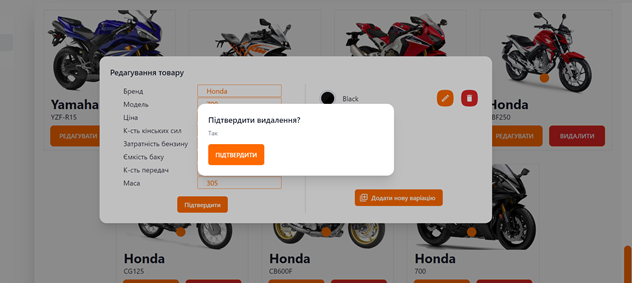 Редагування товару
Бренд
Honda
Модель
Ціна
К-сть кінських сил
Затратність бензину
Ємкість баку
К-сть передач
Маса
305
Підтвердити
Black
Додати нову варіацію
Підтвердити видалення?
Так
ПІДТВЕРДИТИ
Yamaha
YZF-R15
РЕДАГУВАТИ
Honda
BF250
РЕДАГУВАТИ
ВИДАЛИТИ
Honda
CG125
Honda
CB600F
Honda
700